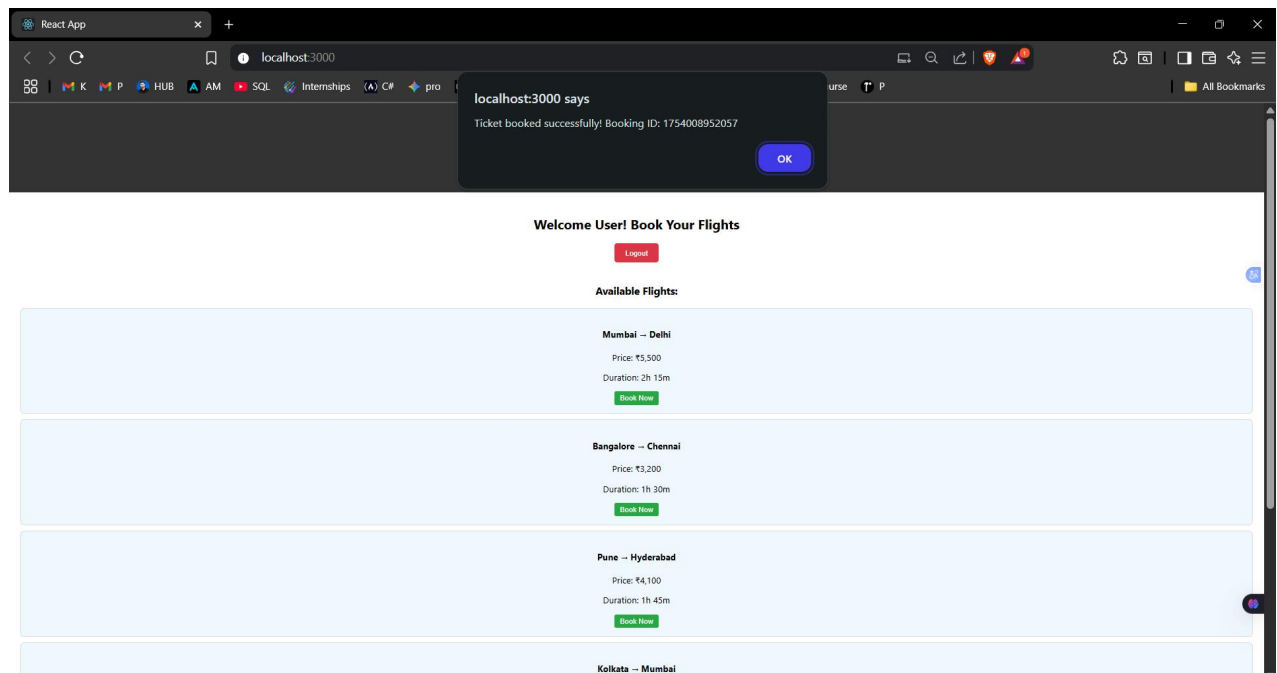 React App
localhost:3000
K P HUB AM SQL Internships C# pro urse P All Bookmarks
localhost:3000 says
Ticket booked successfully! Booking ID: 1754008952057
OK
Welcome User! Book Your Flights
Logout
Available Flights:
Mumbai → Delhi
Price: ₹5,500
Duration: 2h 15m
Book Now
Bangalore → Chennai
Price: ₹3,200
Duration: 1h 30m
Book Now
Pune → Hyderabad
Price: ₹4,100
Duration: 1h 45m
Book Now
Kolkata → Mumbai